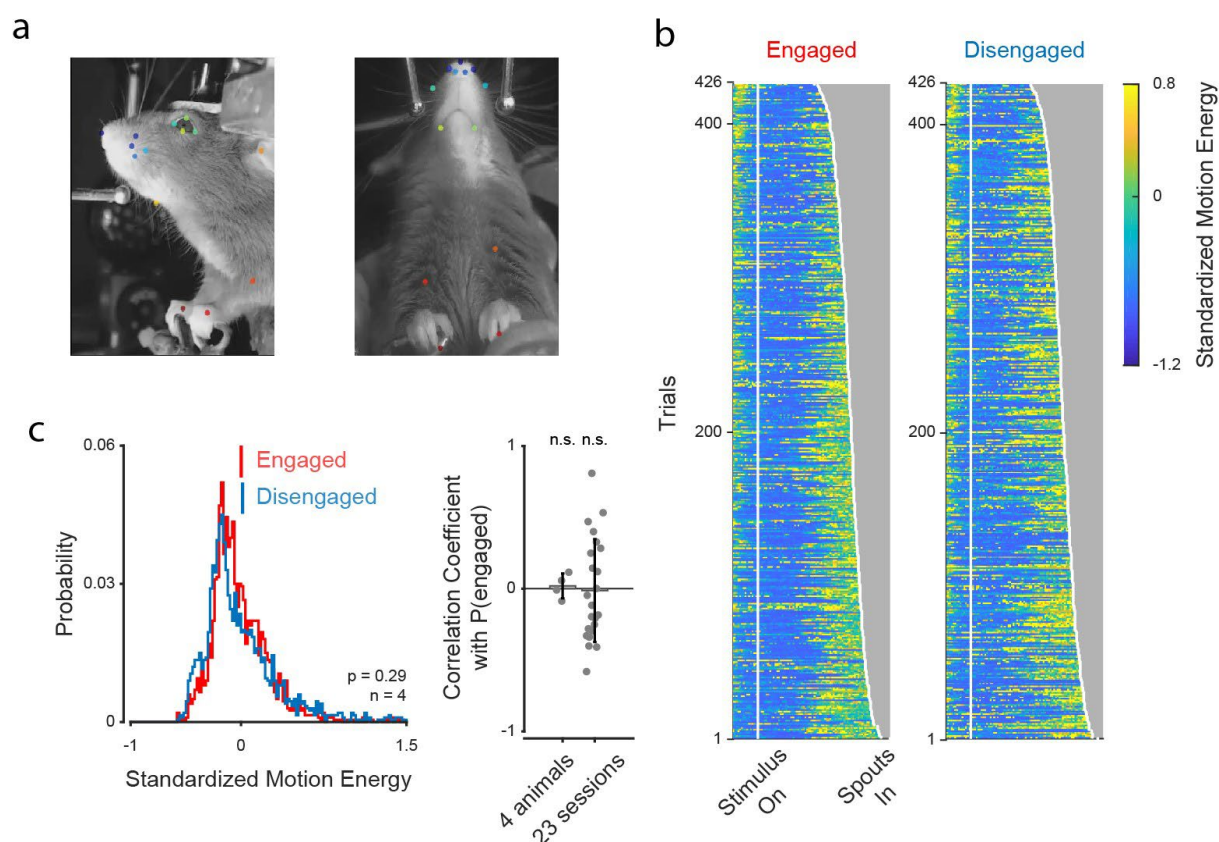 a
b
Engaged
Disengaged
426
400
300
200
1
Trials
426
400
300
200
1
0.8
0
-1.2
Standardized Motion Energy
Stimulus
On
Spouts
In
c
0.06
0.03
0
Probability
Engaged
Disengaged
p = 0.29
n = 4
-1
0
1.5
Standardized Motion Energy
n.s. n.s.
1
0
-1
Correlation Coefficient
with P(engaged)
4 animals
23 sessions